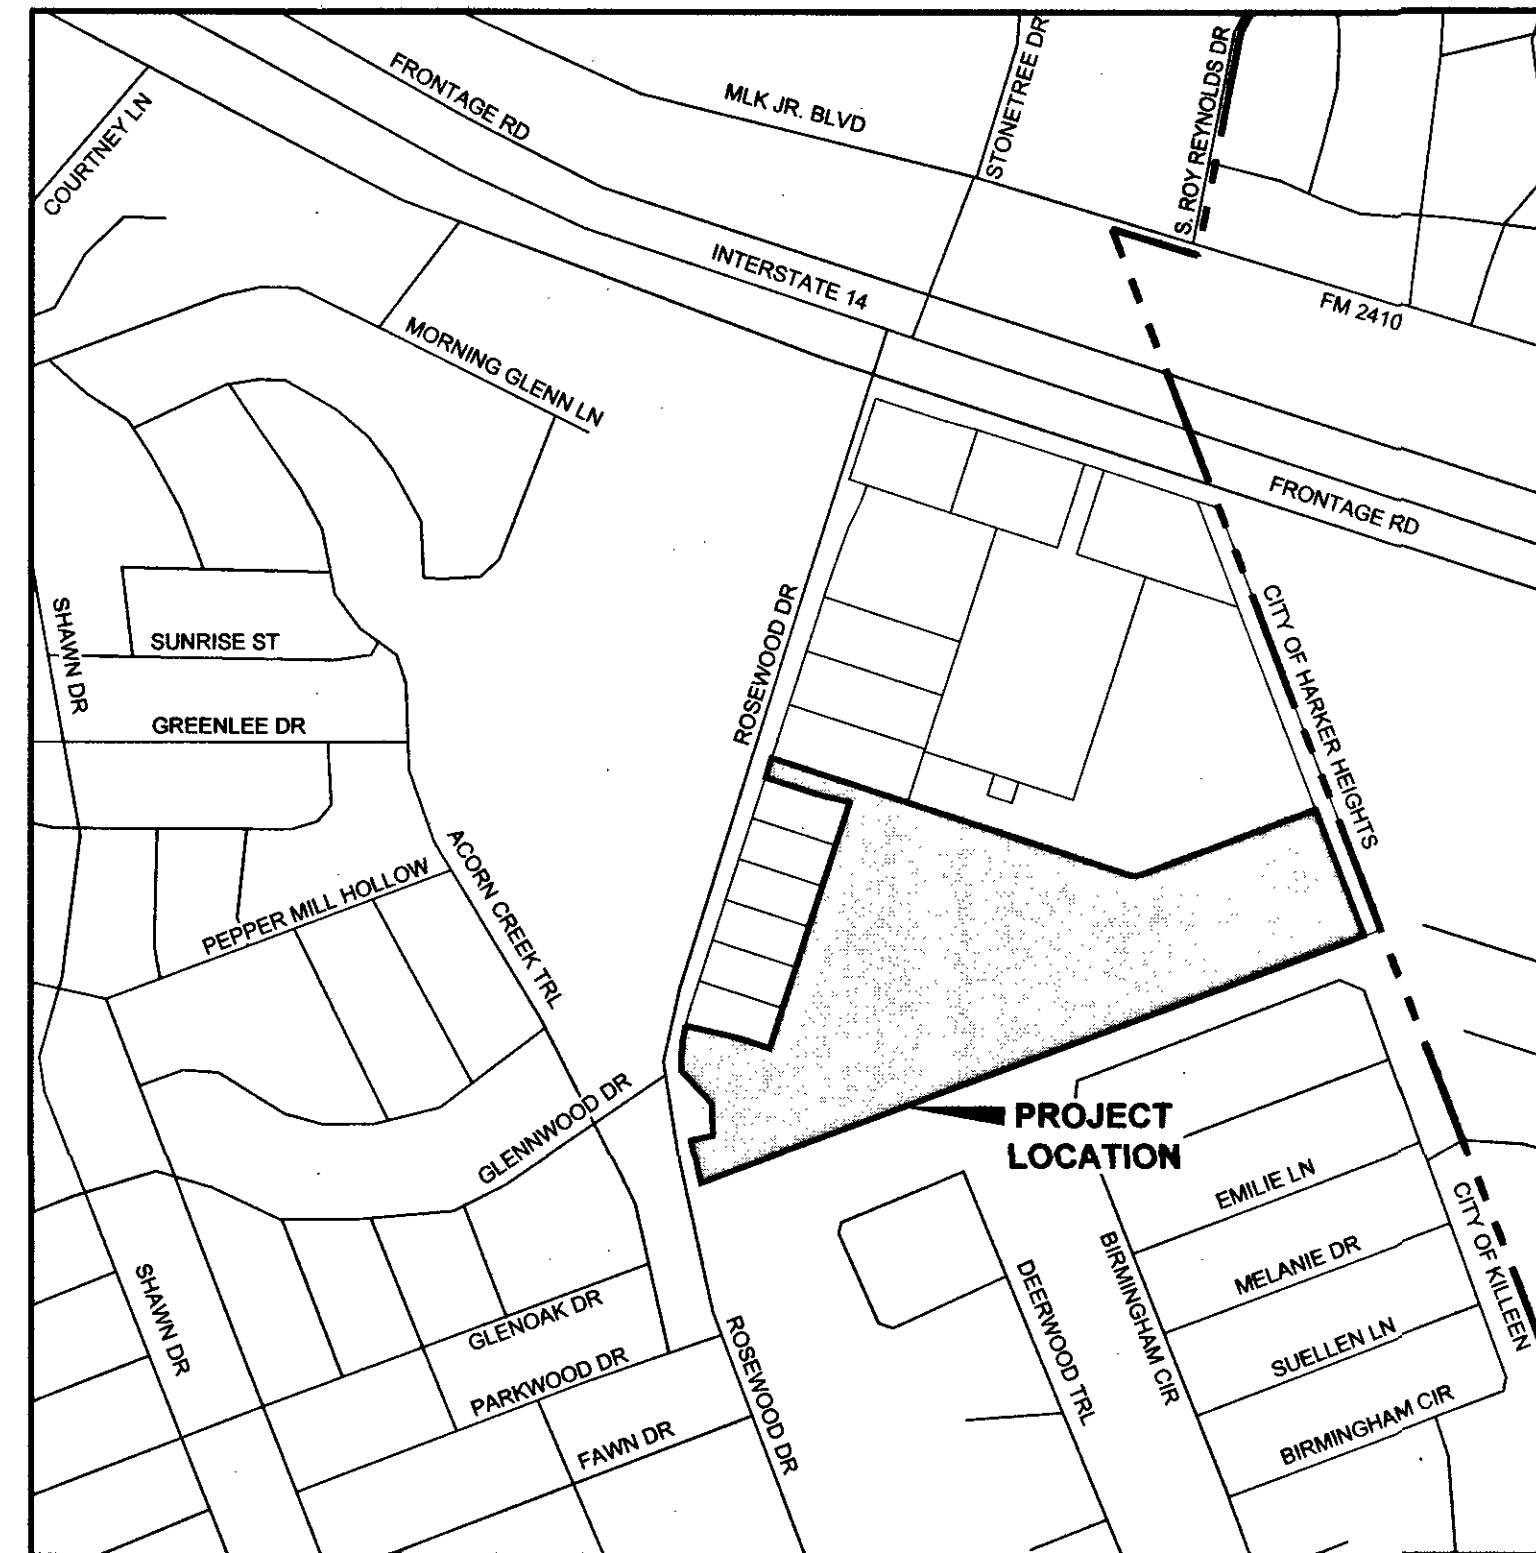 FRONTAGE RD
MLK JR. BLVD
STONETREE DR
S. ROY REYNOLDS DR
COURTNEY LN
INTERSTATE 14
FM 2410
MORNING GLENN LN
FRONTAGE RD
SHAWN DR
SUNRISE ST
ROSEWOOD DR
CITY OF HARKER HEIGHTS
GREENLEE DR
ACORN CREEK TRL
PEPPER MILL HOLLOW
GLENNWOOD DR
PROJECT
LOCATION
EMILIE LN
CITY OF KILLEEN
MELANIE DR
BIRMINGHAM CIR
DEERWOOD TRL
SHAWN DR
GLENOAK DR
SUELLEN LN
PARKWOOD DR
ROSEWOOD DR
BIRMINGHAM CIR
FAWN DR